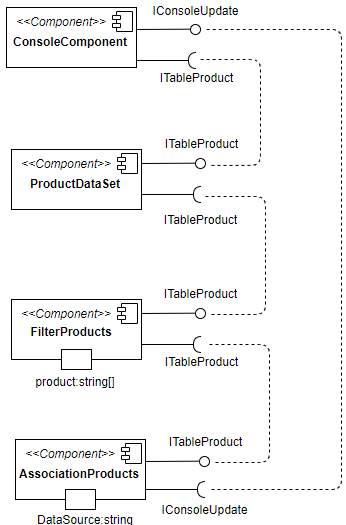 IConsoleUpdate
<<Component>>
ConsoleComponent
ITableProduct
ITableProduct
<<Component>>
ProductDataSet
ITableProduct
ITableProduct
<<Component>>
FilterProducts
ITableProduct
product:string[]
ITableProduct
<<Component>>
AssociationProducts
IConsoleUpdate
DataSource:string